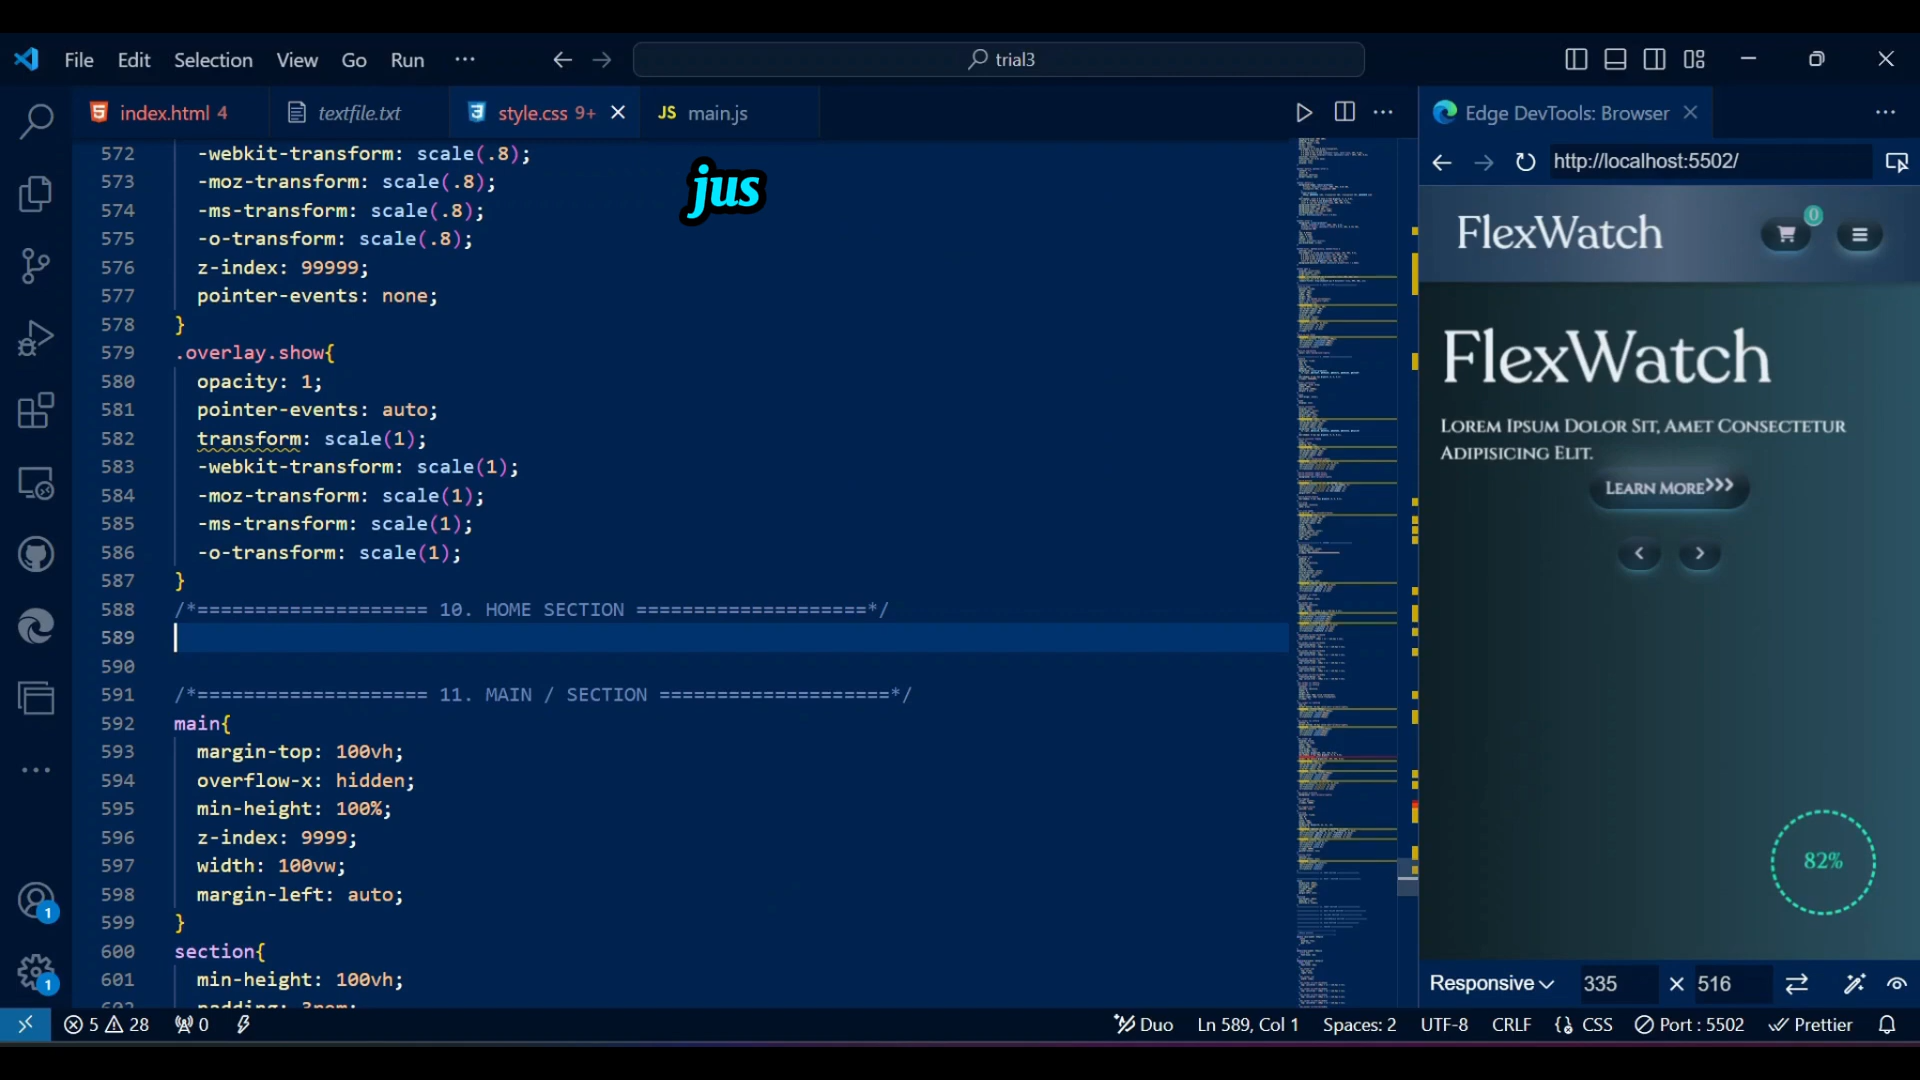 File Edit Selection View Go Run ··· trial3
index.html 4 textfile.txt style.css 9+ JS main.js
572 -webkit-transform: scale(.8);
573 -moz-transform: scale(.8);
574 -ms-transform: scale(.8);
575 -o-transform: scale(.8);
576 z-index: 99999;
577 pointer-events: none;
578 }
579 .overlay.show{
580 opacity: 1;
581 pointer-events: auto;
582 transform: scale(1);
583 -webkit-transform: scale(1);
584 -moz-transform: scale(1);
585 -ms-transform: scale(1);
586 -o-transform: scale(1);
587 }
588 /*==================== 10. HOME SECTION ====================*/
589
590
591 /*==================== 11. MAIN / SECTION ====================*/
592 main{
593 margin-top: 100vh;
594 overflow-x: hidden;
595 min-height: 100%;
596 z-index: 9999;
597 width: 100vw;
598 margin-left: auto;
599 }
600 section{
601 min-height: 100vh;
jus
1
1
Edge DevTools: Browser
http://localhost:5502/
FlexWatch 0
FlexWatch
Lorem Ipsum Dolor Sit, Amet Consectetur
Adipisicing Elit.
Learn More>>>
82%
Responsive 335 × 516
5 28 0 Duo Ln 589, Col 1 Spaces: 2 UTF-8 CRLF {} CSS Port : 5502 Prettier